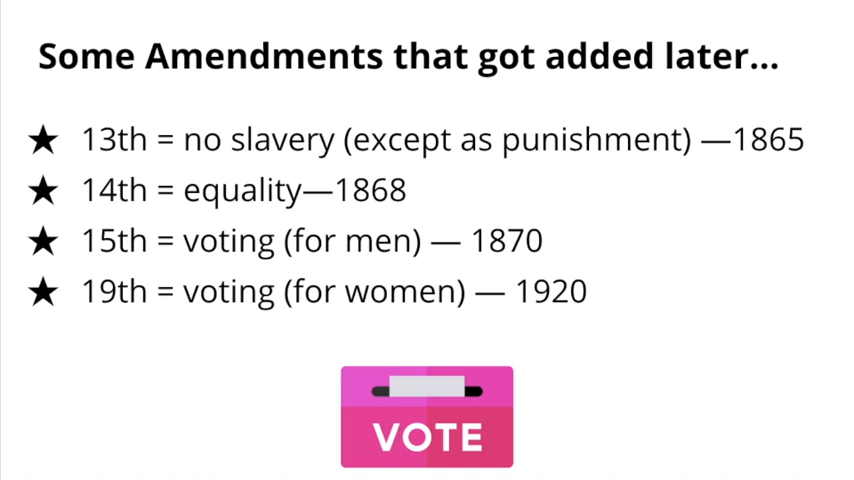 Some Amendments that got added later...
★ 13th = no slavery (except as punishment) —1865
★ 14th = equality—1868
★ 15th = voting (for men) — 1870
★ 19th = voting (for women) — 1920
VOTE